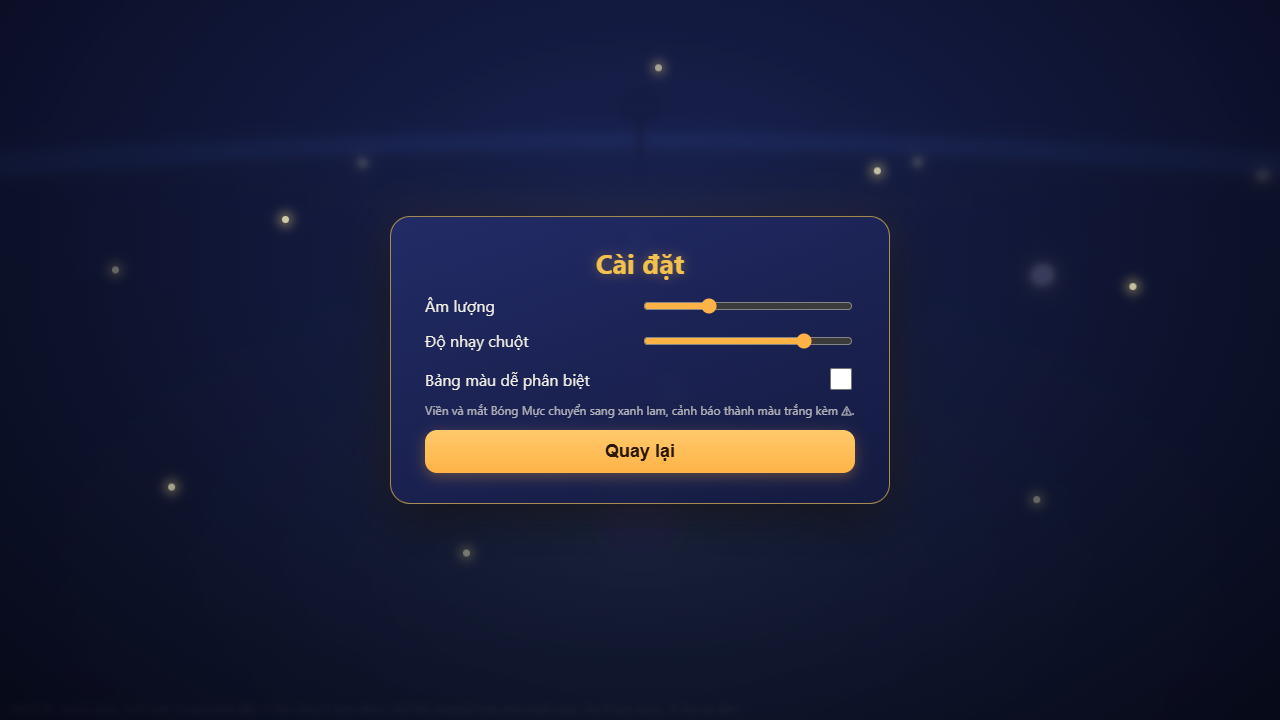 Cài đặt
Âm lượng
Độ nhạy chuột
Bảng màu dễ phân biệt
Viền và mắt Bóng Mực chuyển sang xanh lam, cảnh báo thành màu trắng kèm ⚠.
Quay lại